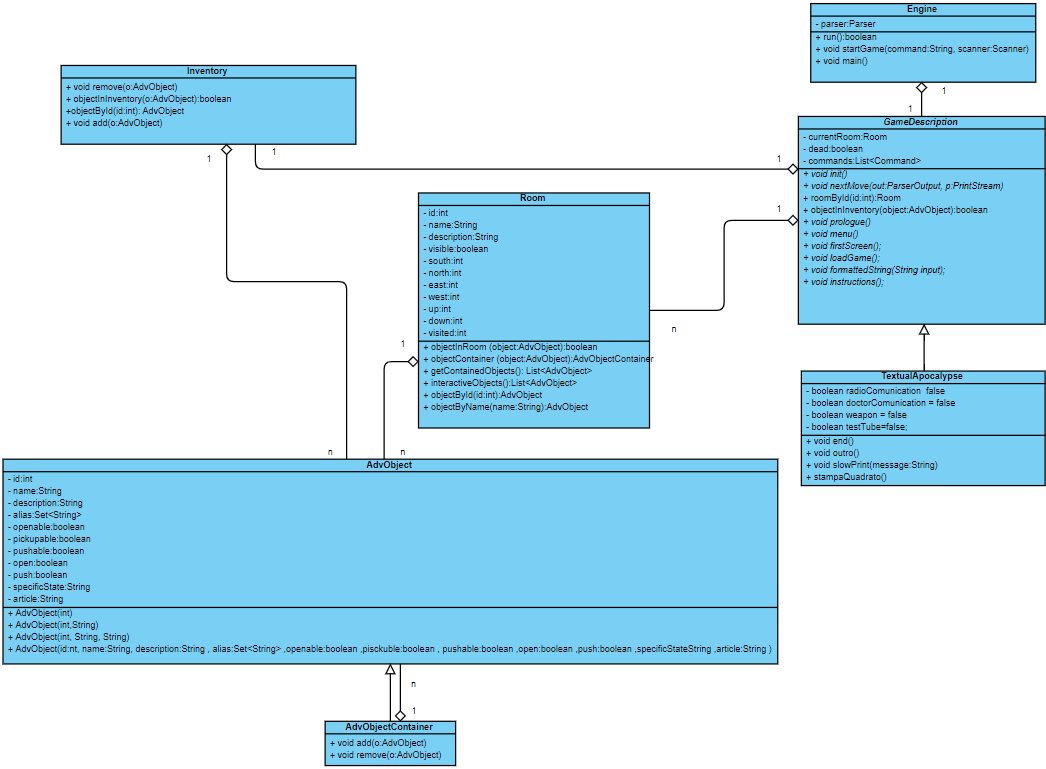 Engine
- parser:Parser
+ run():boolean
+ void startGame(command:String, scanner:Scanner)
+ void main()
1
1
Inventory
+ void remove(o:AdvObject)
+ objectInInventory(o:AdvObject):boolean
+objectById(id:int): AdvObject
+ void add(o:AdvObject)
1
1
GameDescription
- currentRoom:Room
- dead:boolean
- commands:List<Command>
+ void init()
+ void nextMove(out:ParserOutput, p:PrintStream)
+ roomById(id:int):Room
+ objectInInventory(object:AdvObject):boolean
+ void prologue()
+ void menu()
+ void firstScreen();
+ void loadGame();
+ void formattedString(String input);
+ void instructions();
1
1
n
Room
- id:int
- name:String
- description:String
- visible:boolean
- south:int
- north:int
- east:int
- west:int
- up:int
- down:int
- visited:int
+ objectInRoom (object:AdvObject):boolean
+ objectContainer (object:AdvObject):AdvObjectContainer
+ getContainedObjects(): List<AdvObject>
+ interactiveObjects():List<AdvObject>
+ objectById(id:int):AdvObject
+ objectByName(name:String):AdvObject
1
n
n
TextualApocalypse
- boolean radioComunication  false
- boolean doctorComunication = false
- boolean weapon = false
- boolean testTube=false;
+ void end()
+ void outro()
+ void slowPrint(message:String)
+ stampaQuadrato()
AdvObject
- id:int
- name:String
- description:String
- alias:Set<String>
- openable:boolean
- pickupable:boolean
- pushable:boolean
- open:boolean
- push:boolean
- specificState:String
- article:String
+ AdvObject(int)
+ AdvObject(int,String)
+ AdvObject(int, String, String)
+ AdvObject(id:nt, name:String, description:String , alias:Set<String> ,openable:boolean ,pisckuble:boolean , pushable:boolean ,open:boolean ,push:boolean ,specificStateString ,article:String )
n
1
AdvObjectContainer
+ void add(o:AdvObject)
+ void remove(o:AdvObject)